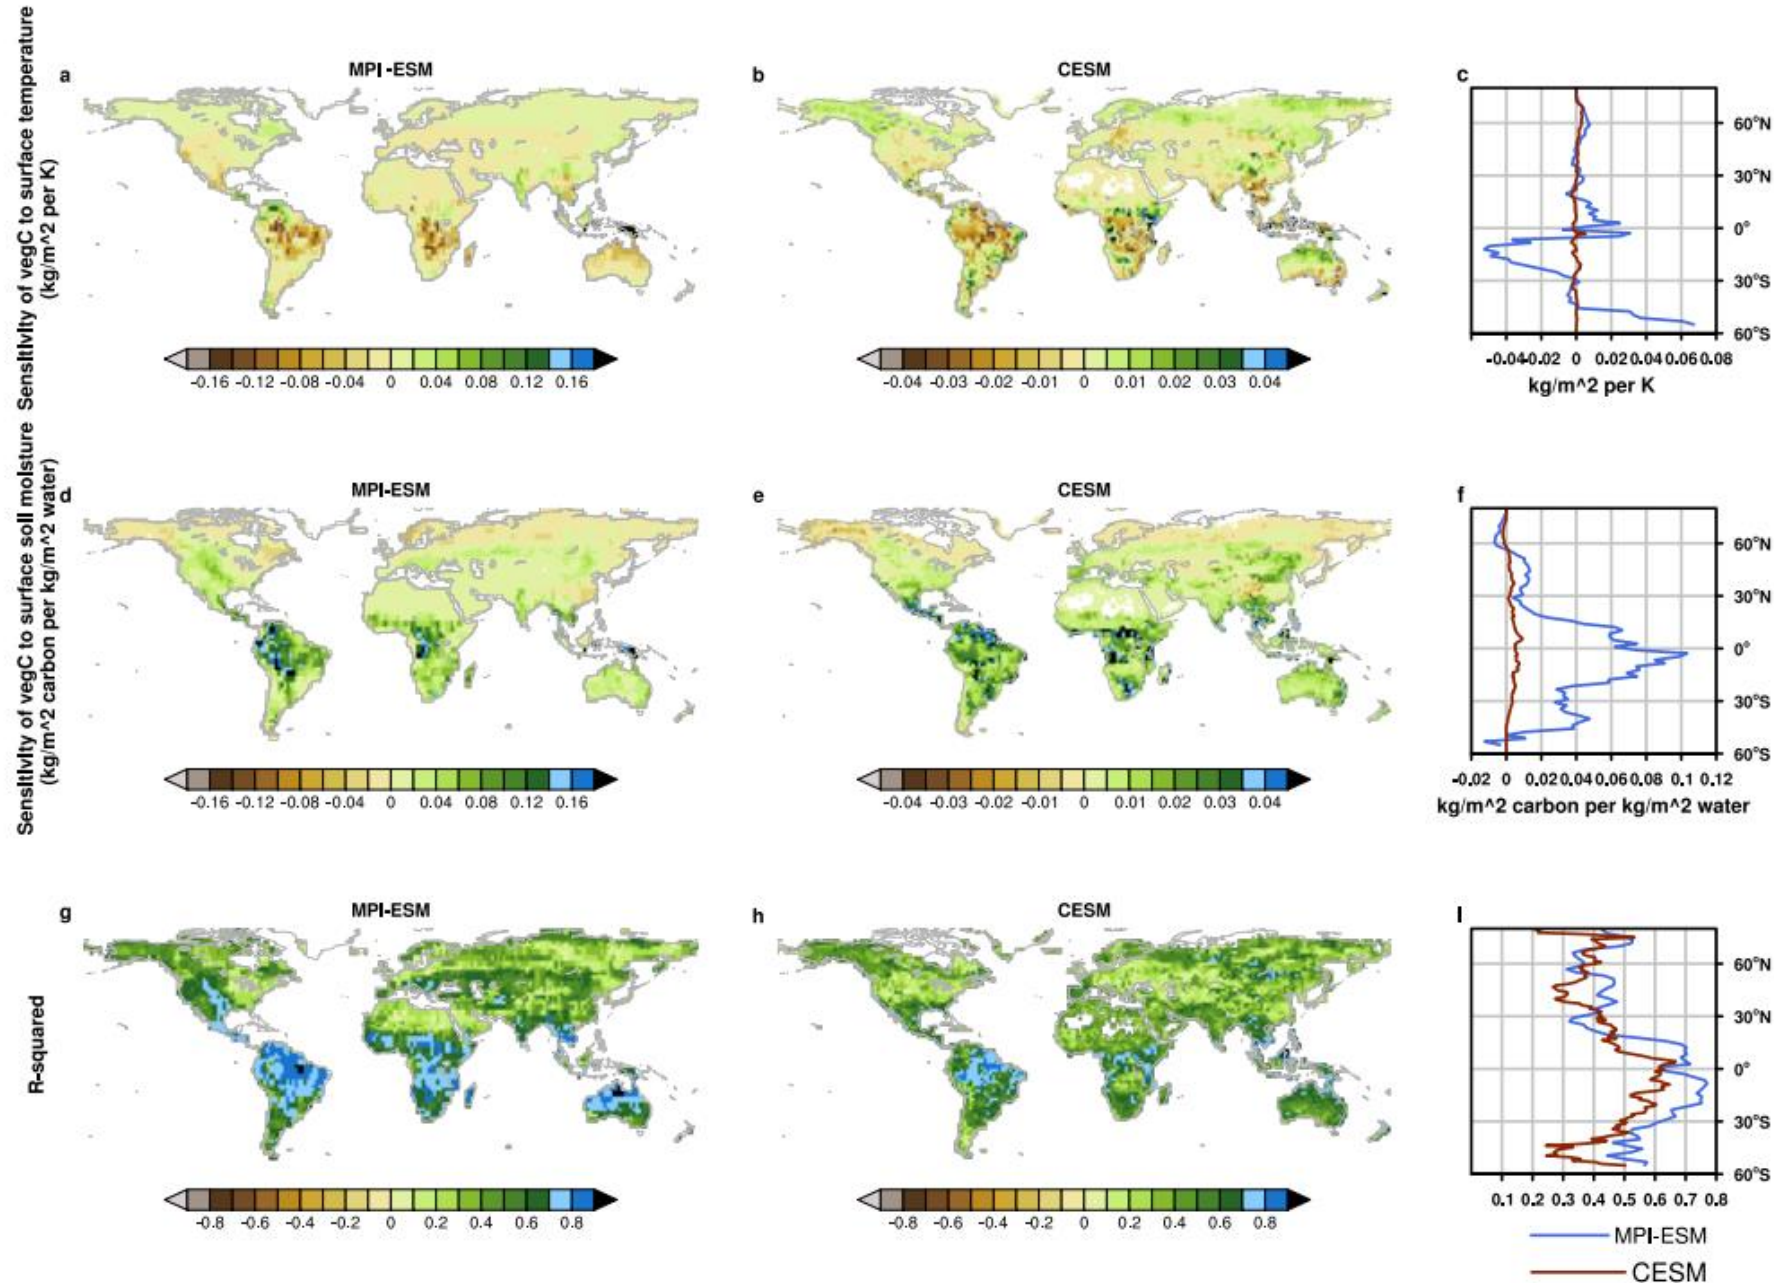 Sensitivity of vegC to surface temperature
(kg/m^2 per K)
a
MPI -ESM
b
CESM
c
60°N
30°N
0°
30°S
60°S
-0.16 -0.12 -0.08 -0.04 0 0.04 0.08 0.12 0.16
-0.04 -0.03 -0.02 -0.01 0 0.01 0.02 0.03 0.04
-0.04 -0.02 0 0.02 0.04 0.06 0.08
kg/m^2 per K
Sensitivity of vegC to surface soil moisture
(kg/m^2 carbon per kg/m^2 water)
d
MPI-ESM
e
CESM
f
60°N
30°N
0°
30°S
60°S
-0.16 -0.12 -0.08 -0.04 0 0.04 0.08 0.12 0.16
-0.04 -0.03 -0.02 -0.01 0 0.01 0.02 0.03 0.04
-0.02 0 0.02 0.04 0.06 0.08 0.1 0.12
kg/m^2 carbon per kg/m^2 water
R-squared
g
MPI-ESM
h
CESM
I
60°N
30°N
0°
30°S
60°S
-0.8 -0.6 -0.4 -0.2 0 0.2 0.4 0.6 0.8
-0.8 -0.6 -0.4 -0.2 0 0.2 0.4 0.6 0.8
0.1 0.2 0.3 0.4 0.5 0.6 0.7 0.8
MPI-ESM
CESM